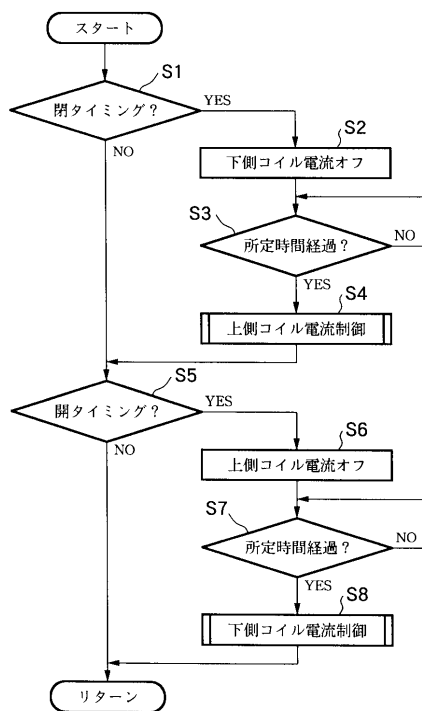 スタート
S1
閉タイミング?
YES
NO
S2
下側コイル電流オフ
S3
所定時間経過?
NO
YES
S4
上側コイル電流制御
S5
開タイミング?
YES
NO
S6
上側コイル電流オフ
S7
所定時間経過?
NO
YES
S8
下側コイル電流制御
リターン